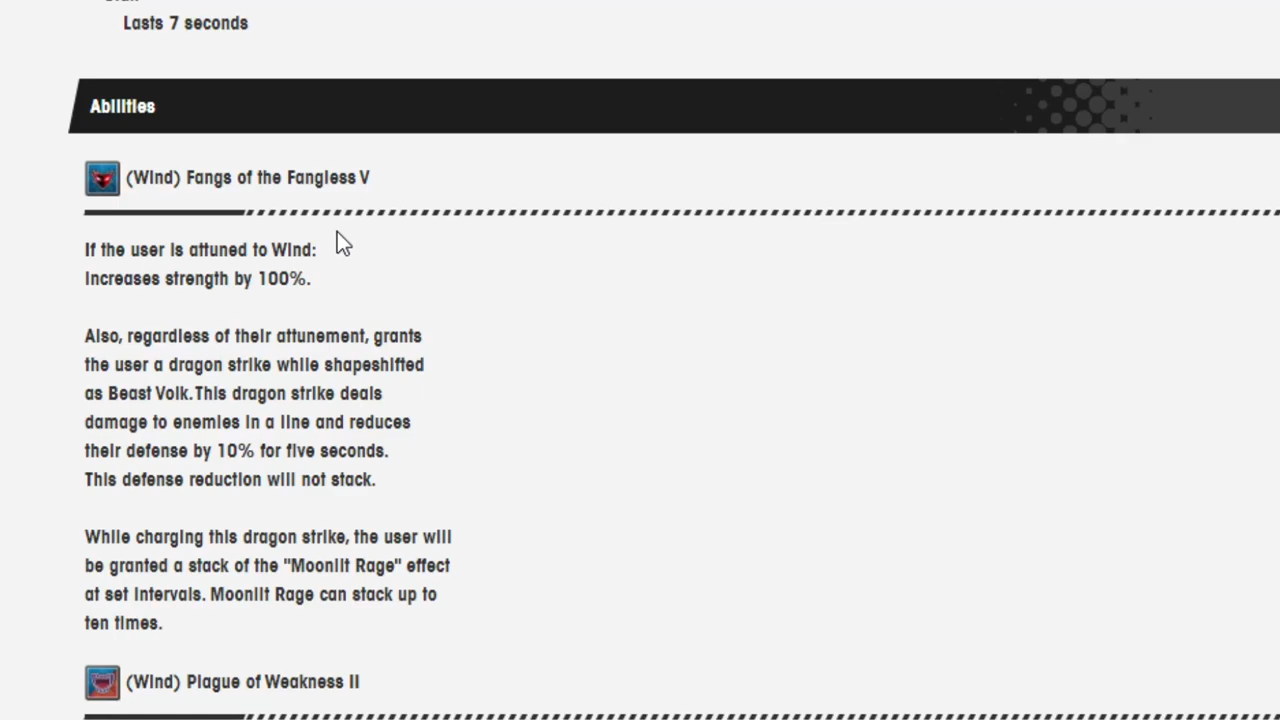 Lasts 7 seconds
Abilities
(Wind) Fangs of the Fangless V
If the user is attuned to Wind:
Increases strength by 100%.
Also, regardless of their attunement, grants
the user a dragon strike while shapeshifted
as Beast Volk. This dragon strike deals
damage to enemies in a line and reduces
their defense by 10% for five seconds.
This defense reduction will not stack.
While charging this dragon strike, the user will
be granted a stack of the "Moonlit Rage" effect
at set intervals. Moonlit Rage can stack up to
ten times.
(Wind) Plague of Weakness II